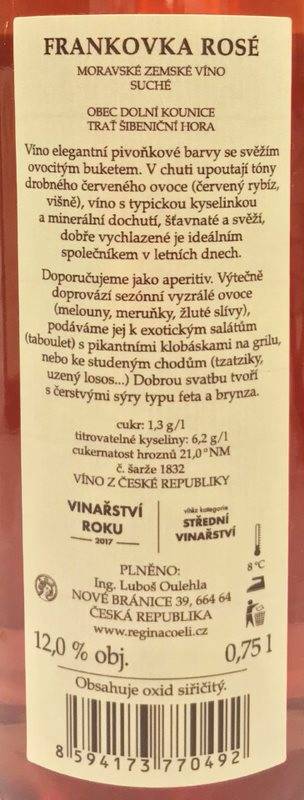 FRANKOVKA ROSÉ
MORAVSKÉ ZEMSKÉ VÍNO
SUCHÉ
OBEC DOLNÍ KOUNICE
TRAŤ ŠIBENIČNÍ HORA
Víno elegantní pivoňkové barvy se svěžím
ovocitým buketem. V chuti upoutají tóny
drobného červeného ovoce (červený rybíz,
višně), víno s typickou kyselinkou
a minerální dochutí, šťavnaté a svěží,
dobře vychlazené je ideálním
společníkem v letních dnech.
Doporučujeme jako aperitiv. Výtečně
doprovází sezónní vyzrálé ovoce
(melouny, meruňky, žluté slívy),
podáváme jej k exotickým salátům
(taboulet) s pikantními klobáskami na grilu,
nebo ke studeným chodům (tzatziky,
uzený losos...) Dobrou svatbu tvoří
s čerstvými sýry typu feta a brynza.
cukr: 1,3 g/l
titrovatelné kyseliny: 6,2 g/l
cukernatost hroznů 21,0°NM
č. šarže 1832
VÍNO Z ČESKÉ REPUBLIKY
VINAŘSTVÍ
ROKU
2017
vítěz kategorie
STŘEDNÍ
VINAŘSTVÍ
8 °C
PLNĚNO:
Ing. Luboš Oulehla
NOVÉ BRÁNICE 39, 664 64
ČESKÁ REPUBLIKA
www.reginacoeli.cz
12,0 % obj. 0,75 l
Obsahuje oxid siřičitý.
8 594173 770492